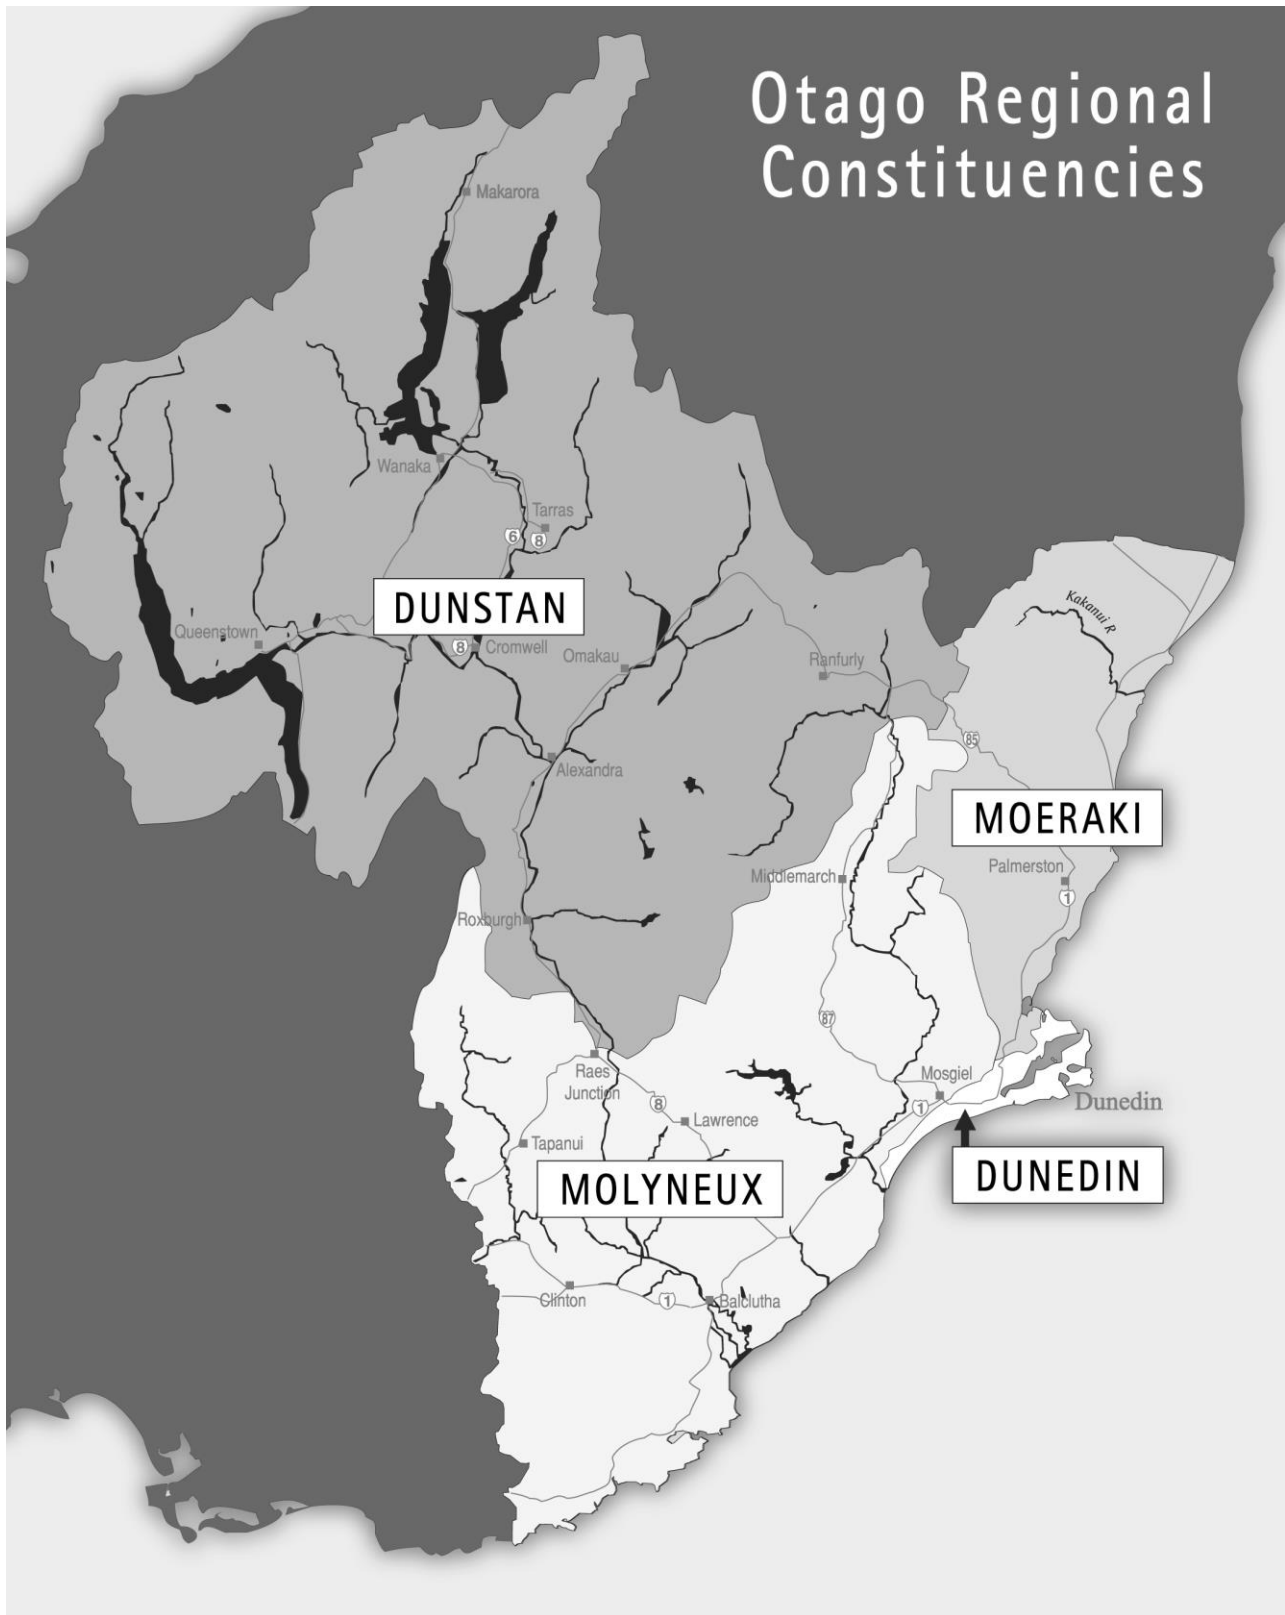 Otago Regional
Constituencies
Makarora
Wanaka
Tarras
6
8
DUNSTAN
Kakanui R
Queenstown
8
Cromwell
Omakau
Ranfurly
85
Alexandra
MOERAKI
Palmerston
Middlemarch
1
Roxburgh
87
Raes
Junction
Mosgiel
8
1
Dunedin
Lawrence
Tapanui
MOLYNEUX
DUNEDIN
Clinton
1
Balclutha